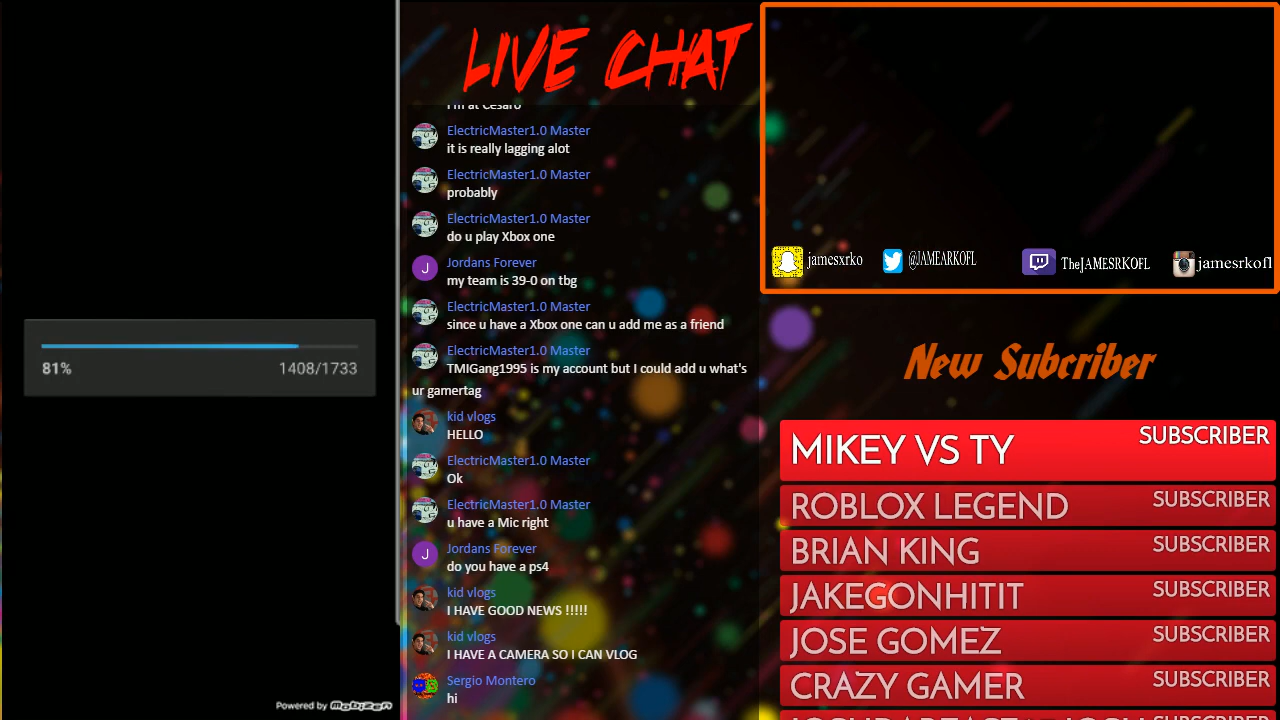 81%
1408/1733
Powered by mobizen
LIVE CHAT
I'm at Cesaro
ElectricMaster1.0 Master
it is really lagging alot
ElectricMaster1.0 Master
probably
ElectricMaster1.0 Master
do u play Xbox one
J
Jordans Forever
my team is 39-0 on tbg
ElectricMaster1.0 Master
since u have a Xbox one can u add me as a friend
ElectricMaster1.0 Master
TMIGang1995 is my account but I could add u what's
ur gamertag
kid vlogs
HELLO
ElectricMaster1.0 Master
Ok
ElectricMaster1.0 Master
u have a Mic right
J
Jordans Forever
do you have a ps4
kid vlogs
I HAVE GOOD NEWS !!!!!
kid vlogs
I HAVE A CAMERA SO I CAN VLOG
Sergio Montero
hi
jamesxrko
@JAMEARKOFL
TheJAMESRKOFL
jamesrkofl
New Subcriber
MIKEY VS TY SUBSCRIBER
ROBLOX LEGEND SUBSCRIBER
BRIAN KING SUBSCRIBER
JAKEGONHITIT SUBSCRIBER
JOSE GOMEZ SUBSCRIBER
CRAZY GAMER SUBSCRIBER